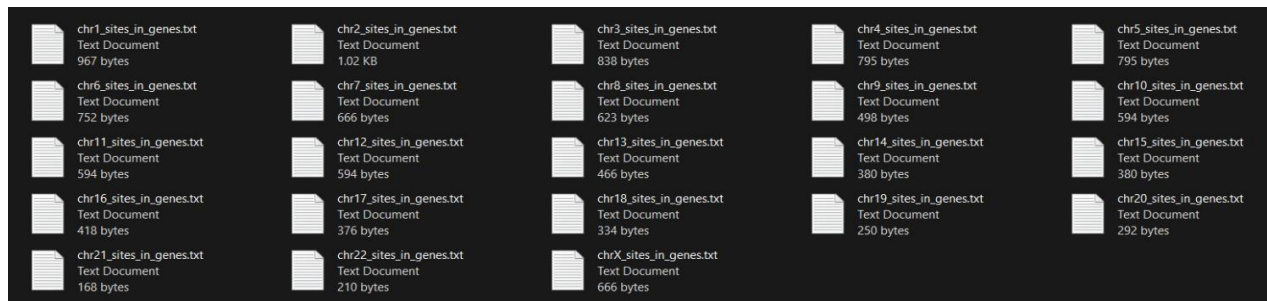 chr1_sites_in_genes.txt
Text Document
967 bytes
chr2_sites_in_genes.txt
Text Document
1.02 KB
chr3_sites_in_genes.txt
Text Document
838 bytes
chr4_sites_in_genes.txt
Text Document
795 bytes
chr5_sites_in_genes.txt
Text Document
795 bytes
chr6_sites_in_genes.txt
Text Document
752 bytes
chr7_sites_in_genes.txt
Text Document
666 bytes
chr8_sites_in_genes.txt
Text Document
623 bytes
chr9_sites_in_genes.txt
Text Document
498 bytes
chr10_sites_in_genes.txt
Text Document
594 bytes
chr11_sites_in_genes.txt
Text Document
594 bytes
chr12_sites_in_genes.txt
Text Document
594 bytes
chr13_sites_in_genes.txt
Text Document
466 bytes
chr14_sites_in_genes.txt
Text Document
380 bytes
chr15_sites_in_genes.txt
Text Document
380 bytes
chr16_sites_in_genes.txt
Text Document
418 bytes
chr17_sites_in_genes.txt
Text Document
376 bytes
chr18_sites_in_genes.txt
Text Document
334 bytes
chr19_sites_in_genes.txt
Text Document
250 bytes
chr20_sites_in_genes.txt
Text Document
292 bytes
chr21_sites_in_genes.txt
Text Document
168 bytes
chr22_sites_in_genes.txt
Text Document
210 bytes
chrX_sites_in_genes.txt
Text Document
666 bytes